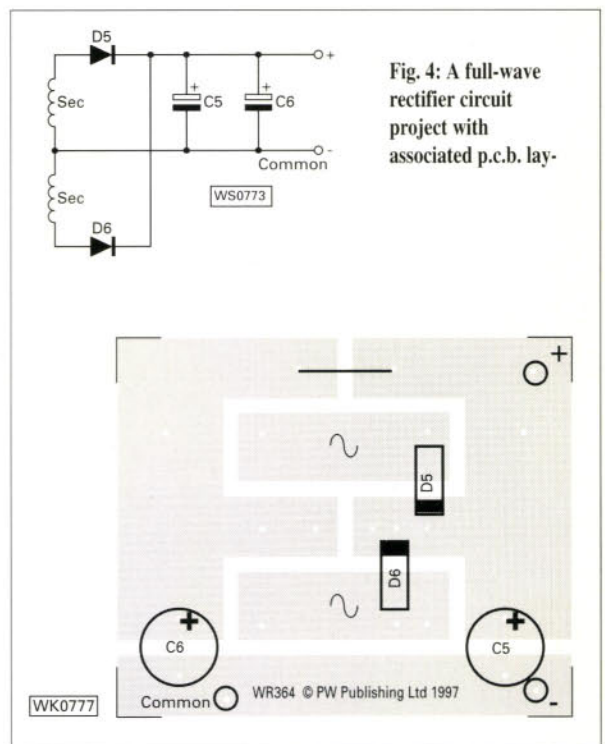 D5
+
Sec
+
C5
+
C6
-
Common
Sec
WS0773
D6
Fig. 4: A full-wave
rectifier circuit
project with
associated p.c.b. lay-
+
D5
D6
+
C6
+
C5
WK0777
Common
WR364 © PW Publishing Ltd 1997
-